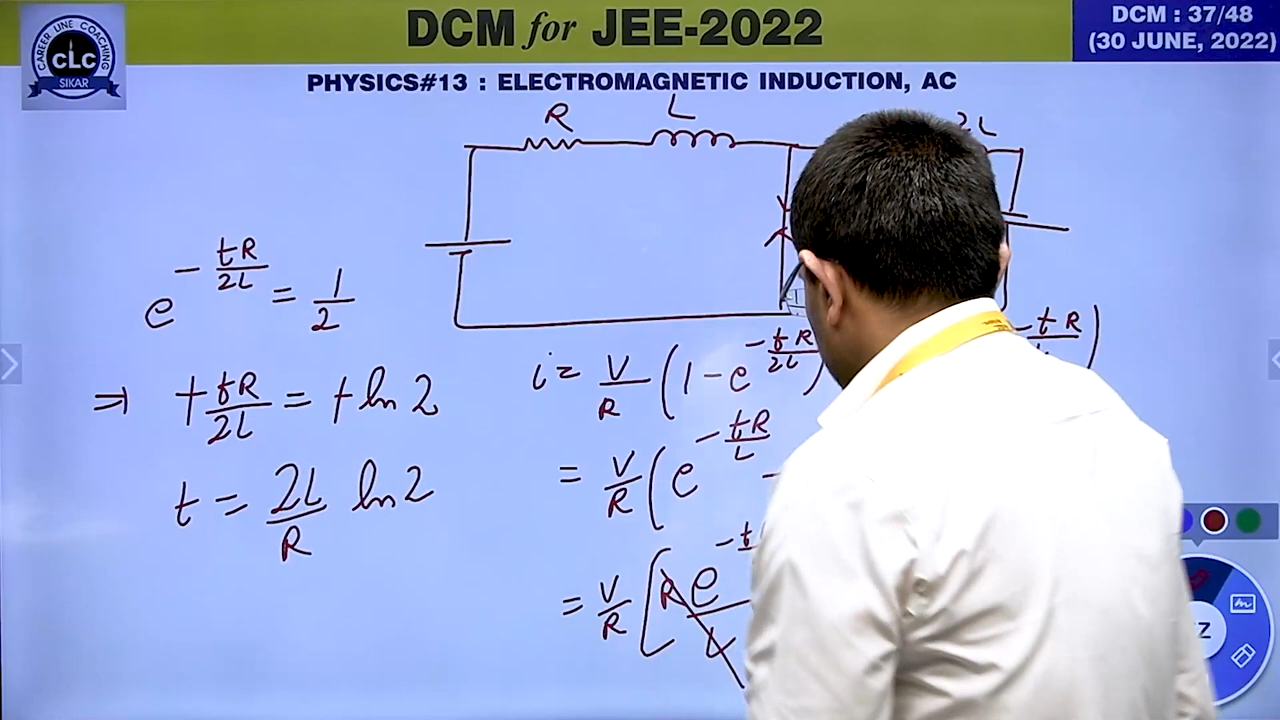 DCM for JEE-2022
DCM : 37/48
(30 JUNE, 2022)
CAREER LINE COACHING
CLC
SIKAR
PHYSICS#13 : ELECTROMAGNETIC INDUCTION, AC
R L 2L
e^{-tR/2L} = 1/2
⇒ +tR/2L = +ln 2
t = 2L/R ln 2
i = V/R (1 - e^{-tR/2L})
-tR )
= V/R ( e^{-tR/L} -
= V/R [ R e^{-t
L
Z